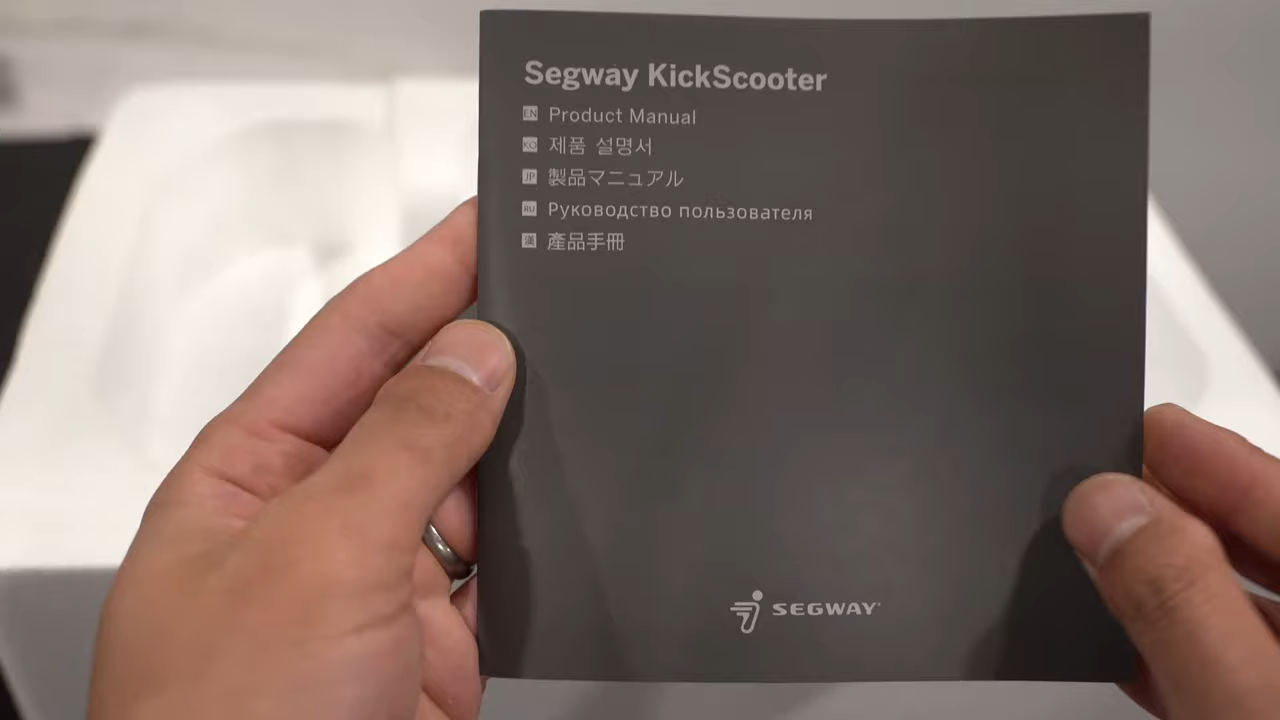 Segway KickScooter
EN Product Manual
KO 제품 설명서
JP 製品マニュアル
RU Руководство пользователя
漢 產品手冊
SEGWAY